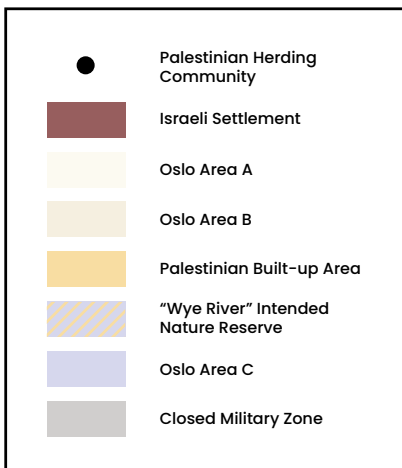 Palestinian Herding
Community
Israeli Settlement
Oslo Area A
Oslo Area B
Palestinian Built-up Area
“Wye River” Intended
Nature Reserve
Oslo Area C
Closed Military Zone